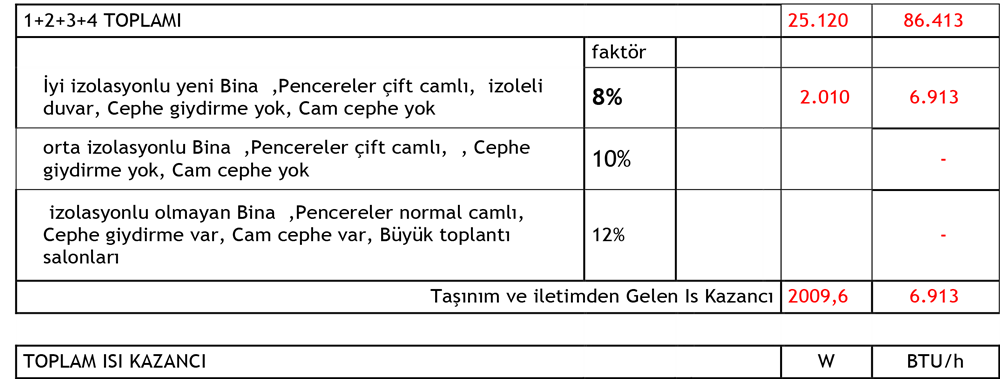 1+2+3+4 TOPLAMI 25.120 86.413
faktör
İyi izolasyonlu yeni Bina ,Pencereler çift camlı, izoleli
duvar, Cephe giydirme yok, Cam cephe yok
8% 2.010 6.913
orta izolasyonlu Bina ,Pencereler çift camlı, , Cephe
giydirme yok, Cam cephe yok
10% -
izolasyonlu olmayan Bina ,Pencereler normal camlı,
Cephe giydirme var, Cam cephe var, Büyük toplantı
salonları
12% -
Taşınım ve iletimden Gelen Is Kazancı 2009,6 6.913
TOPLAM ISI KAZANCI W BTU/h